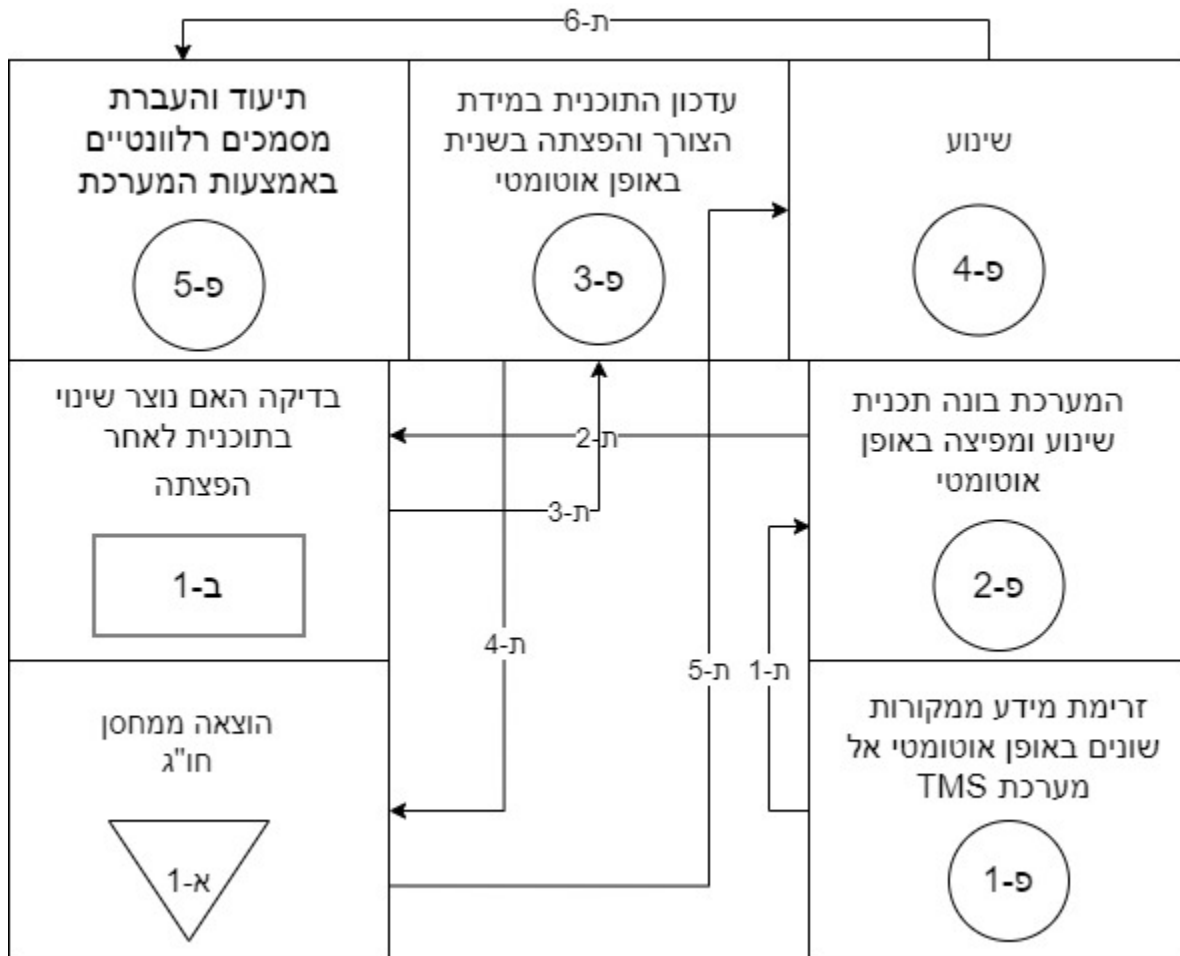 ת-6
תיעוד והעברת
מסמכים רלוונטיים
באמצעות המערכת
פ-5
עדכון התוכנית במידת
הצורך והפצתה בשנית
באופן אוטומטי
פ-3
שינוע
פ-4
בדיקה האם נוצר שינוי
בתוכנית לאחר
הפצתה
ב-1
ת-2
ת-3
המערכת בונה תכנית
שינוע ומפיצה באופן
אוטומטי
פ-2
ת-4
ת-5
ת-1
הוצאה ממחסן
חו"ג
א-1
זרימת מידע ממקורות
שונים באופן אוטומטי אל
מערכת TMS
פ-1